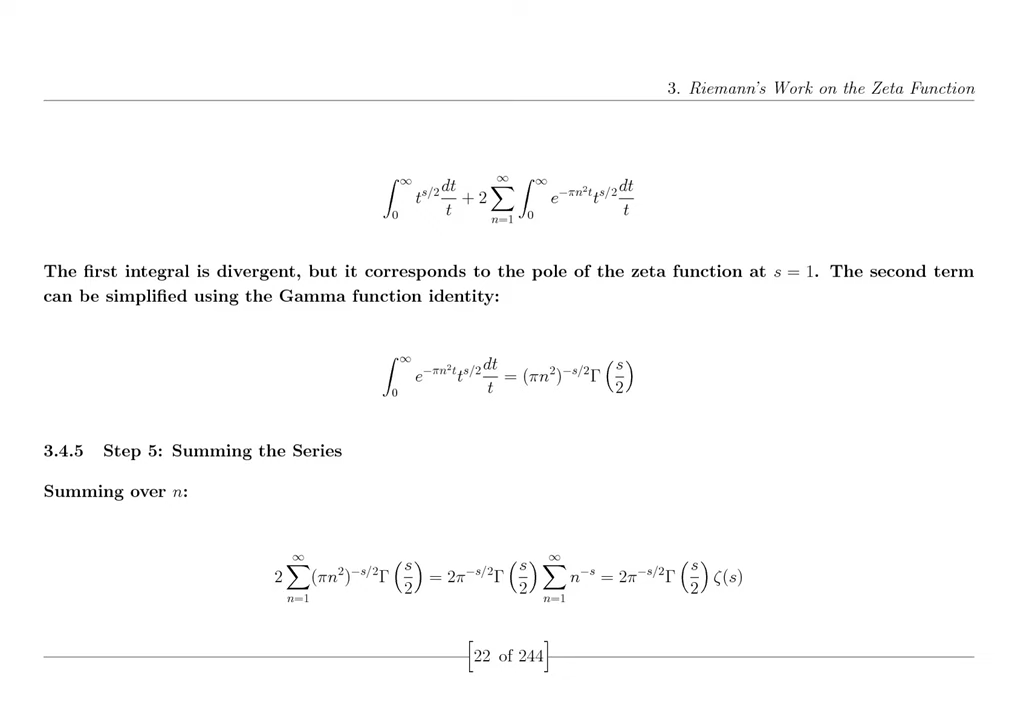 3. Riemann's Work on the Zeta Function
∫₀^∞ t^{s/2} dt/t + 2 ∑_{n=1}^∞ ∫₀^∞ e^{−πn²t} t^{s/2} dt/t
The first integral is divergent, but it corresponds to the pole of the zeta function at s = 1. The second term
can be simplified using the Gamma function identity:
∫₀^∞ e^{−πn²t} t^{s/2} dt/t = (πn²)^{−s/2} Γ(s/2)
3.4.5 Step 5: Summing the Series
Summing over n:
2 ∑_{n=1}^∞ (πn²)^{−s/2} Γ(s/2) = 2π^{−s/2} Γ(s/2) ∑_{n=1}^∞ n^{−s} = 2π^{−s/2} Γ(s/2) ζ(s)
[22 of 244]